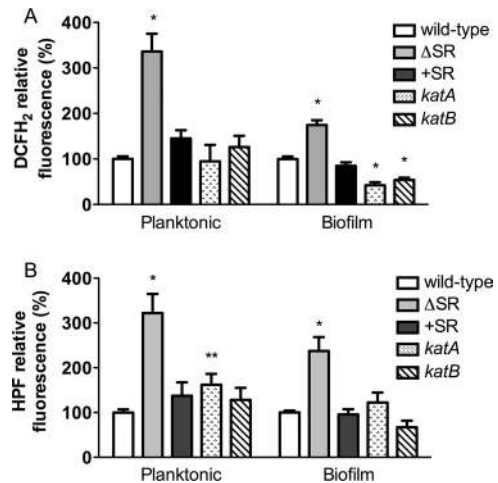 A
DCFH2 relative
fluorescence (%)
400
300
200
100
0
Planktonic
Biofilm
*
*
*
*
wild-type
ΔSR
+SR
katA
katB
B
HPF relative
fluorescence (%)
400
300
200
100
0
Planktonic
Biofilm
*
**
*
wild-type
ΔSR
+SR
katA
katB